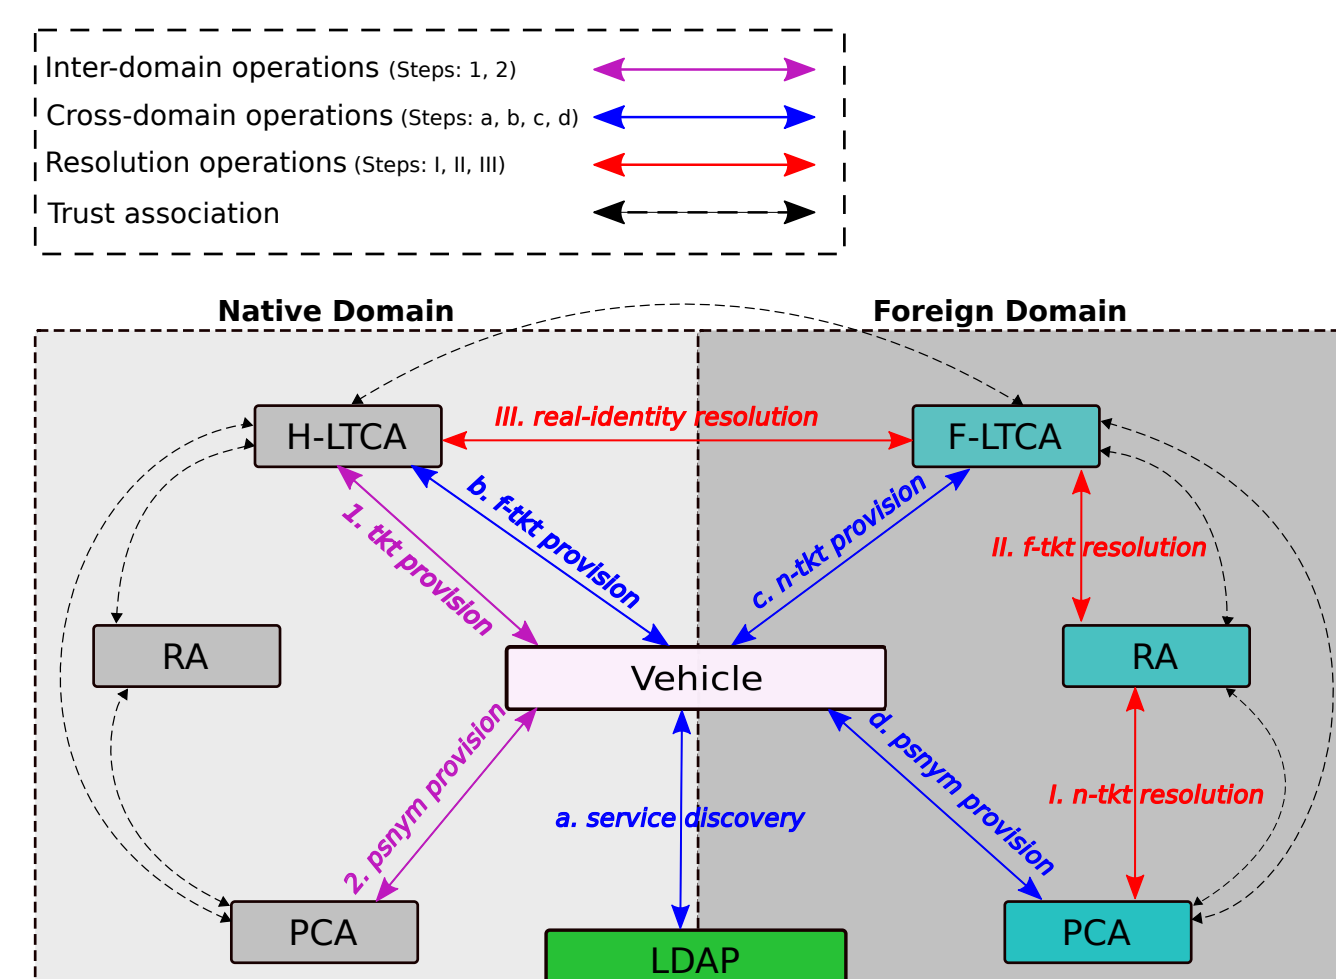 Inter-domain operations (Steps: 1, 2)
Cross-domain operations (Steps: a, b, c, d)
Resolution operations (Steps: I, II, III)
Trust association
Native Domain
Foreign Domain
H-LTCA
III. real-identity resolution
F-LTCA
1. tkt provision
b. f-tkt provision
c. n-tkt provision
II. f-tkt resolution
RA
Vehicle
RA
2. psnym provision
a. service discovery
d. psnym provision
I. n-tkt resolution
PCA
LDAP
PCA